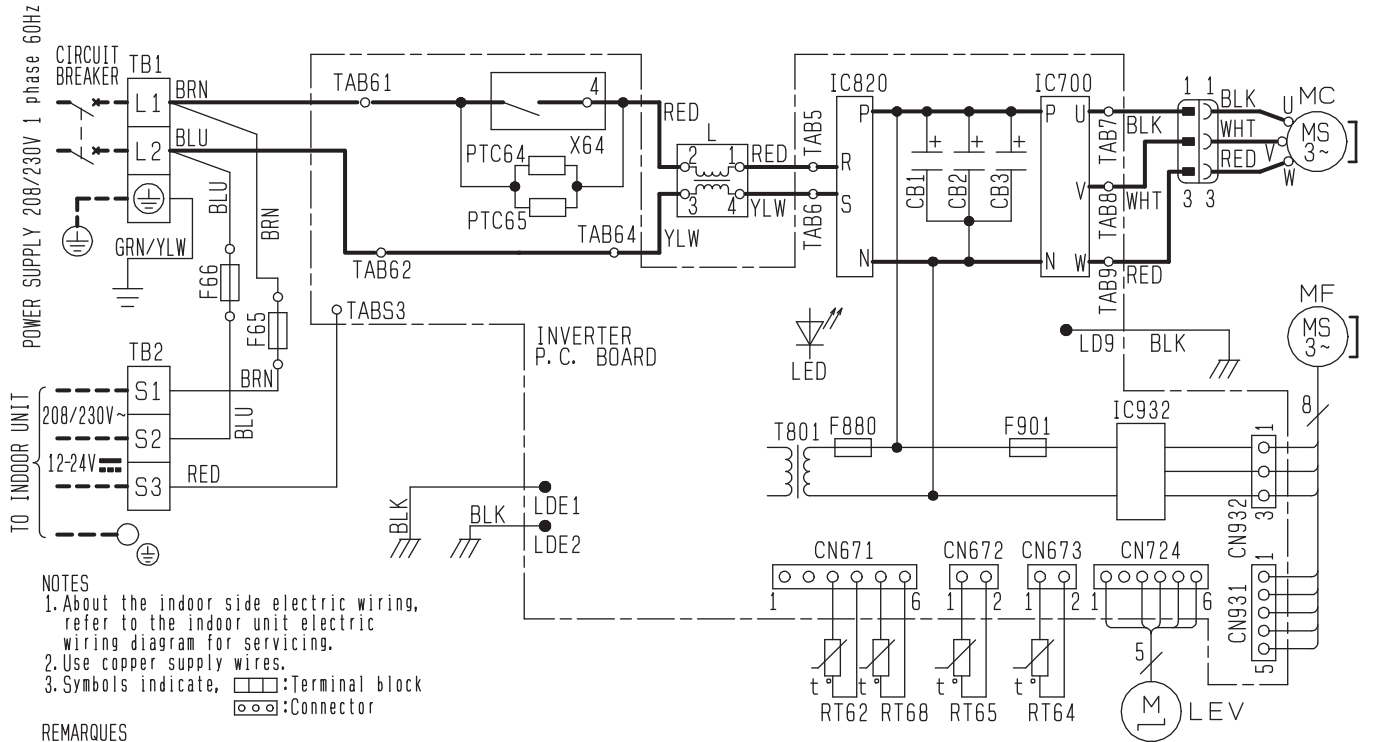 POWER SUPPLY 208/230V 1 phase 60Hz
CIRCUIT
BREAKER
TB1
L1
L2
BRN
BLU
GRN/YLW
BLU
BRN
F66
F65
TAB61
TAB62
TAB64
TABS3
4
X64
PTC64
PTC65
RED
YLW
L
2 1
3 4
RED
YLW
TAB5
TAB6
IC820
P
R
S
N
+ + +
CB1
CB2
CB3
IC700
P
U
V
N
W
TAB7
TAB8
TAB9
BLK
WHT
RED
1 1
3 3
BLK
WHT
RED
U
V
W
MC
MS
3~
MF
MS
3~
8
INVERTER
P.C. BOARD
LED
LD9
BLK
TB2
S1
S2
S3
BRN
BLU
RED
TO INDOOR UNIT
208/230V~
12-24V
BLK
BLK
LDE1
LDE2
T801
F880
F901
IC932
1
3
CN932
1
5
CN931
CN671
1 6
CN672
1 2
CN673
1 2
CN724
1 6
t°
t°
t°
t°
RT62
RT68
RT65
RT64
5
M
LEV
NOTES
1. About the indoor side electric wiring,
refer to the indoor unit electric
wiring diagram for servicing.
2. Use copper supply wires.
3. Symbols indicate, :Terminal block
:Connector
REMARQUES